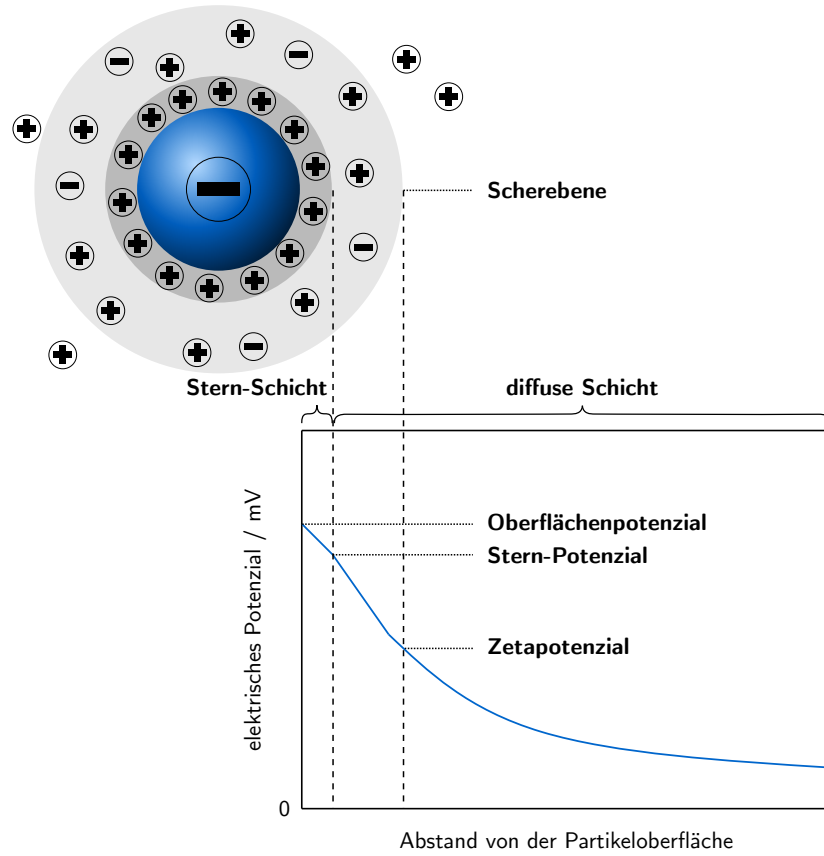 Scherebene
Stern-Schicht
diffuse Schicht
elektrisches Potenzial / mV
Oberflächenpotenzial
Stern-Potenzial
Zetapotenzial
0
Abstand von der Partikeloberfläche